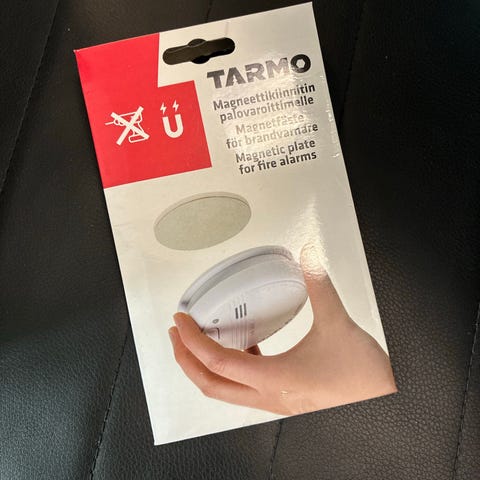 TARMO
Magneettikiinnitin
palovaroittimelle
Magnetfäste
för brandvarnare
Magnetic plate
for fire alarms